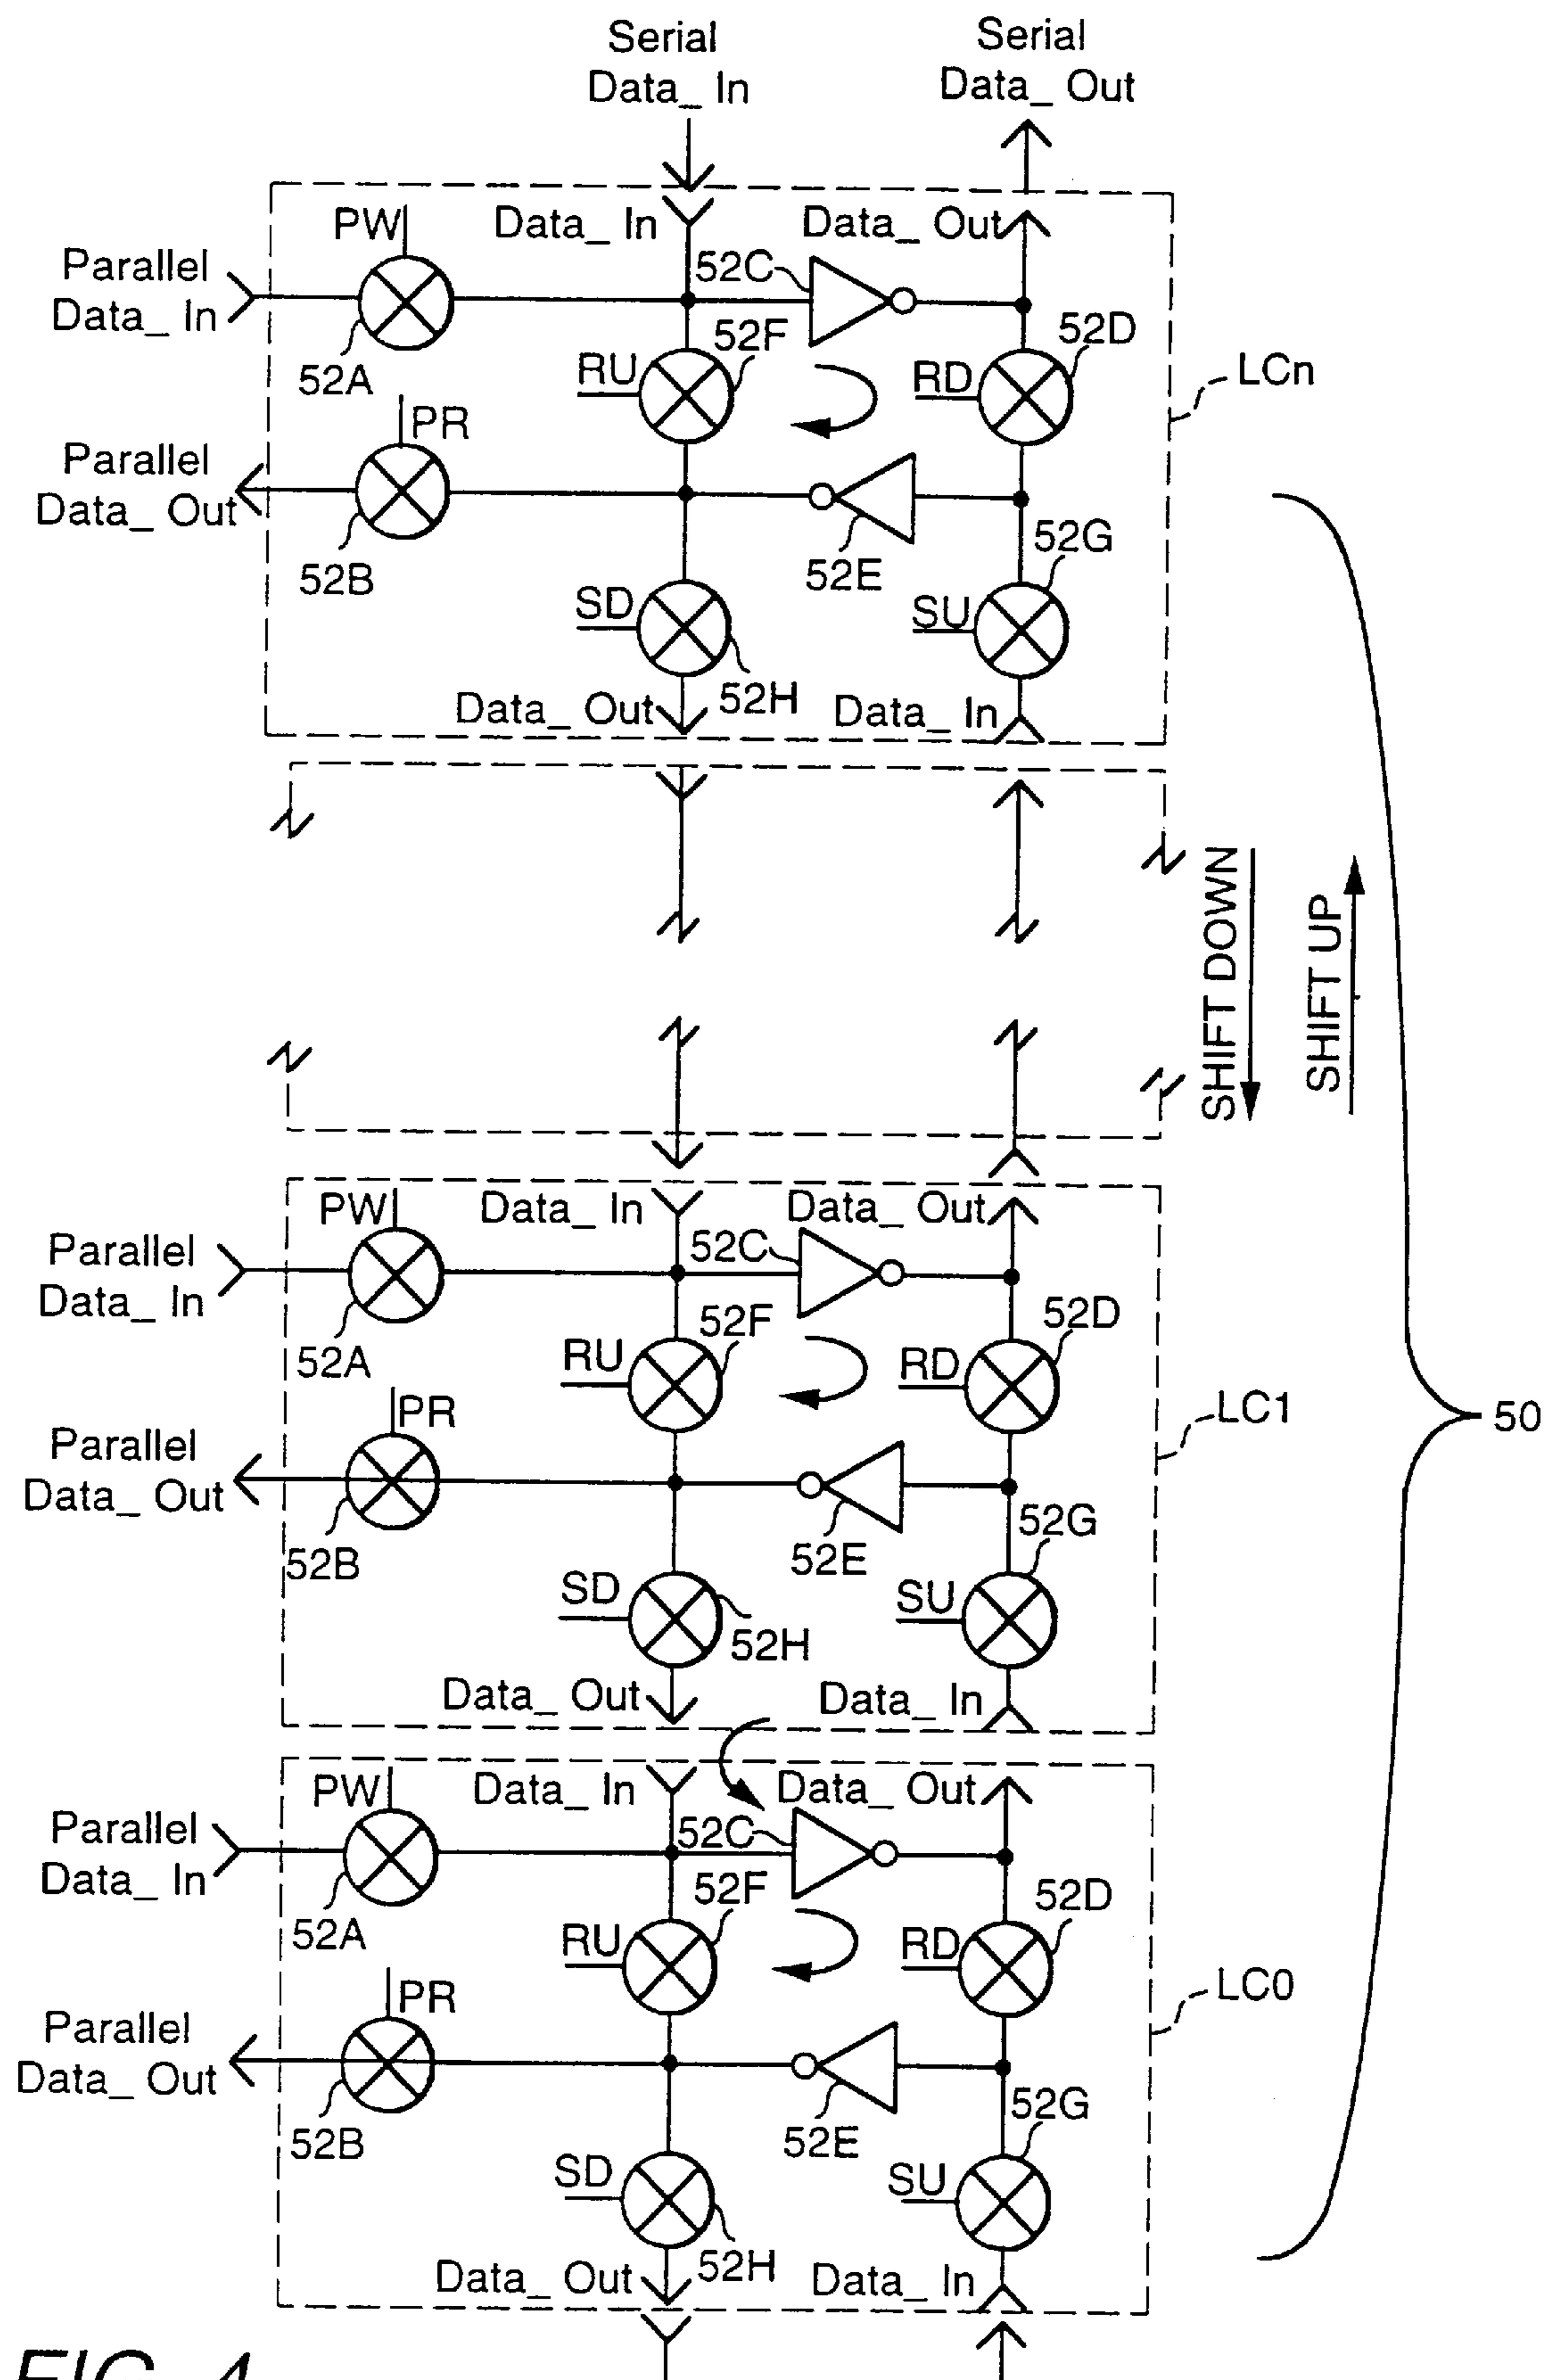 Serial
Data_ In
Serial
Data_ Out
PW
Data_ In
Data_ Out
Parallel
Data_ In
52C
52A
52F
52D
RU
RD
LCn
PR
Parallel
Data_ Out
52B
52E
52G
SD
SU
52H
Data_ Out
Data_ In
SHIFT DOWN
SHIFT UP
PW
Data_ In
Data_ Out
Parallel
Data_ In
52C
52A
52F
52D
RU
RD
LC1
50
PR
Parallel
Data_ Out
52B
52E
52G
SD
SU
52H
Data_ Out
Data_ In
PW
Data_ In
Data_ Out
Parallel
Data_ In
52C
52A
52F
52D
RU
RD
LC0
PR
Parallel
Data_ Out
52B
52E
52G
SD
SU
52H
Data_ Out
Data_ In
FIG. 4